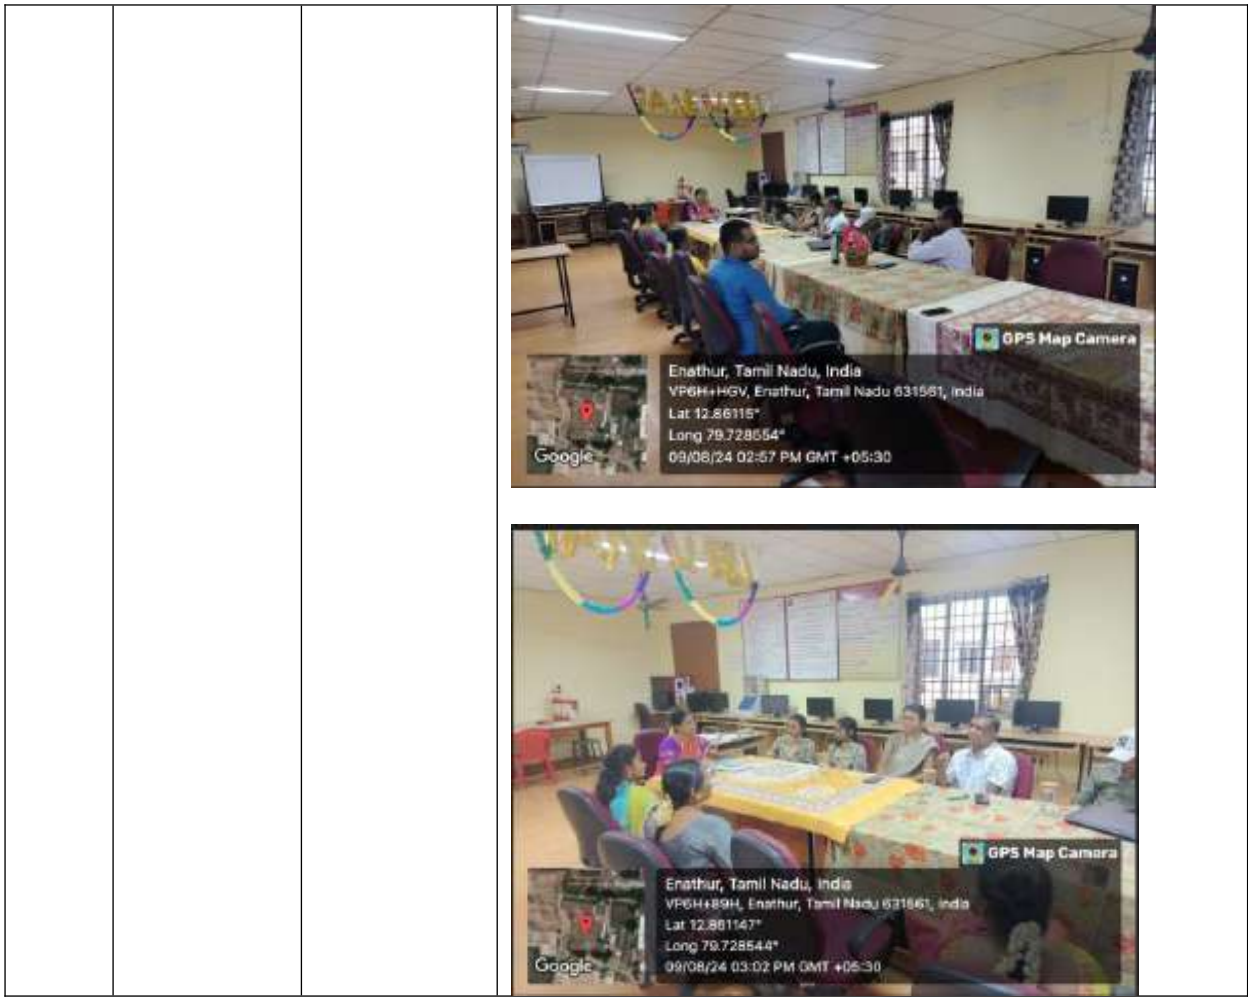 GPS Map Camera
Enathur, Tamil Nadu, India
VP6H+HGV, Enathur, Tamil Nadu 631561, India
Lat 12.86115°
Long 79.728554°
09/08/24 02:57 PM GMT +05:30
Google
GPS Map Camera
Enathur, Tamil Nadu, India
VP6H+89H, Enathur, Tamil Nadu 631561, India
Lat 12.861147°
Long 79.728544°
09/08/24 03:02 PM GMT +05:30
Google